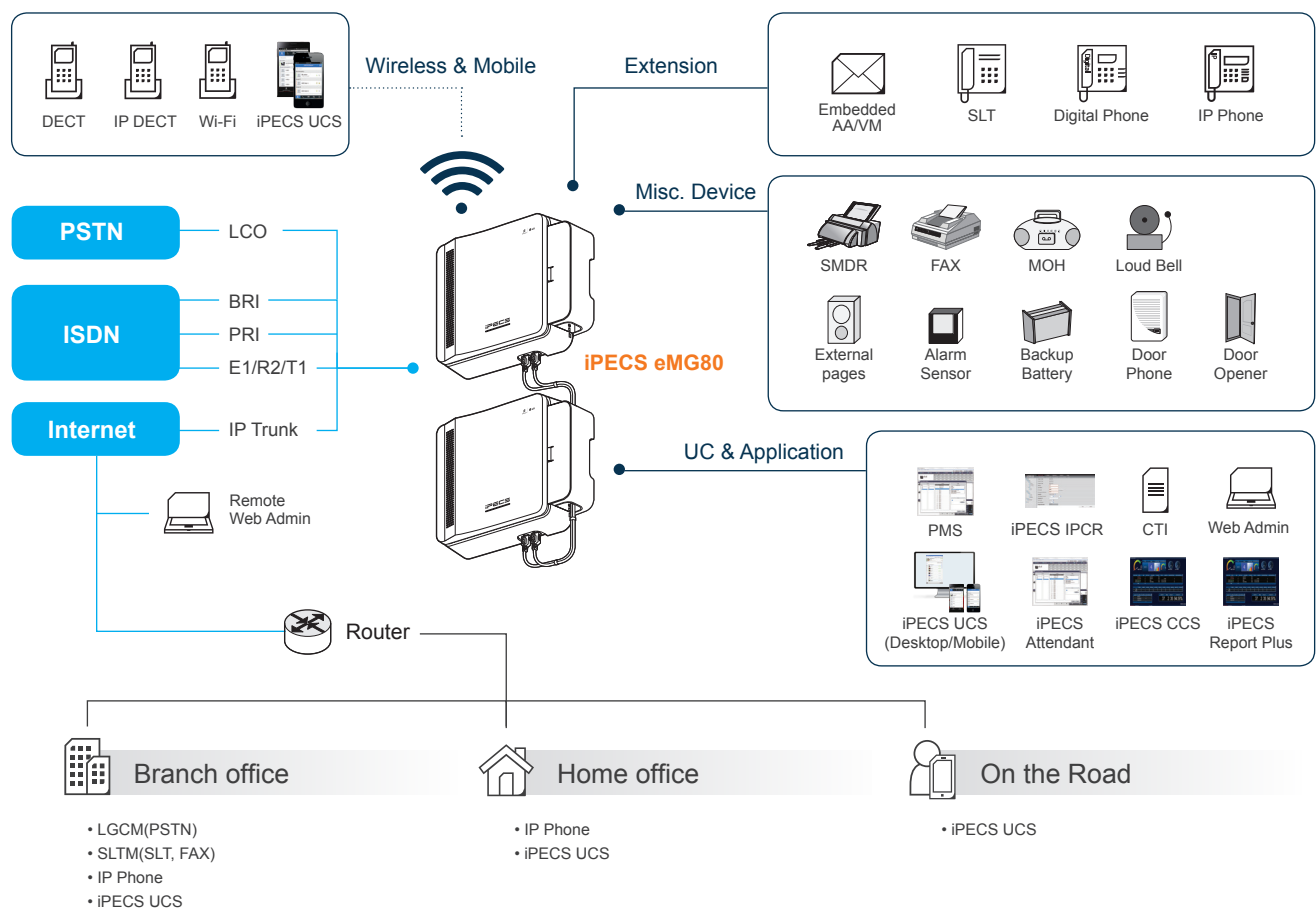 Wireless & Mobile
Extension
DECT
IP DECT
Wi-Fi
iPECS UCS
Embedded
AA/VM
SLT
Digital Phone
IP Phone
Misc. Device
SMDR
FAX
MOH
Loud Bell
External
pages
Alarm
Sensor
Backup
Battery
Door
Phone
Door
Opener
PSTN
LCO
ISDN
BRI
PRI
E1/R2/T1
Internet
IP Trunk
Remote
Web Admin
iPECS
iPECS eMG80
iPECS
UC & Application
PMS
iPECS IPCR
CTI
Web Admin
iPECS UCS
(Desktop/Mobile)
iPECS
Attendant
iPECS CCS
iPECS
Report Plus
Router
Branch office
• LGCM(PSTN)
• SLTM(SLT, FAX)
• IP Phone
• iPECS UCS
Home office
• IP Phone
• iPECS UCS
On the Road
• iPECS UCS